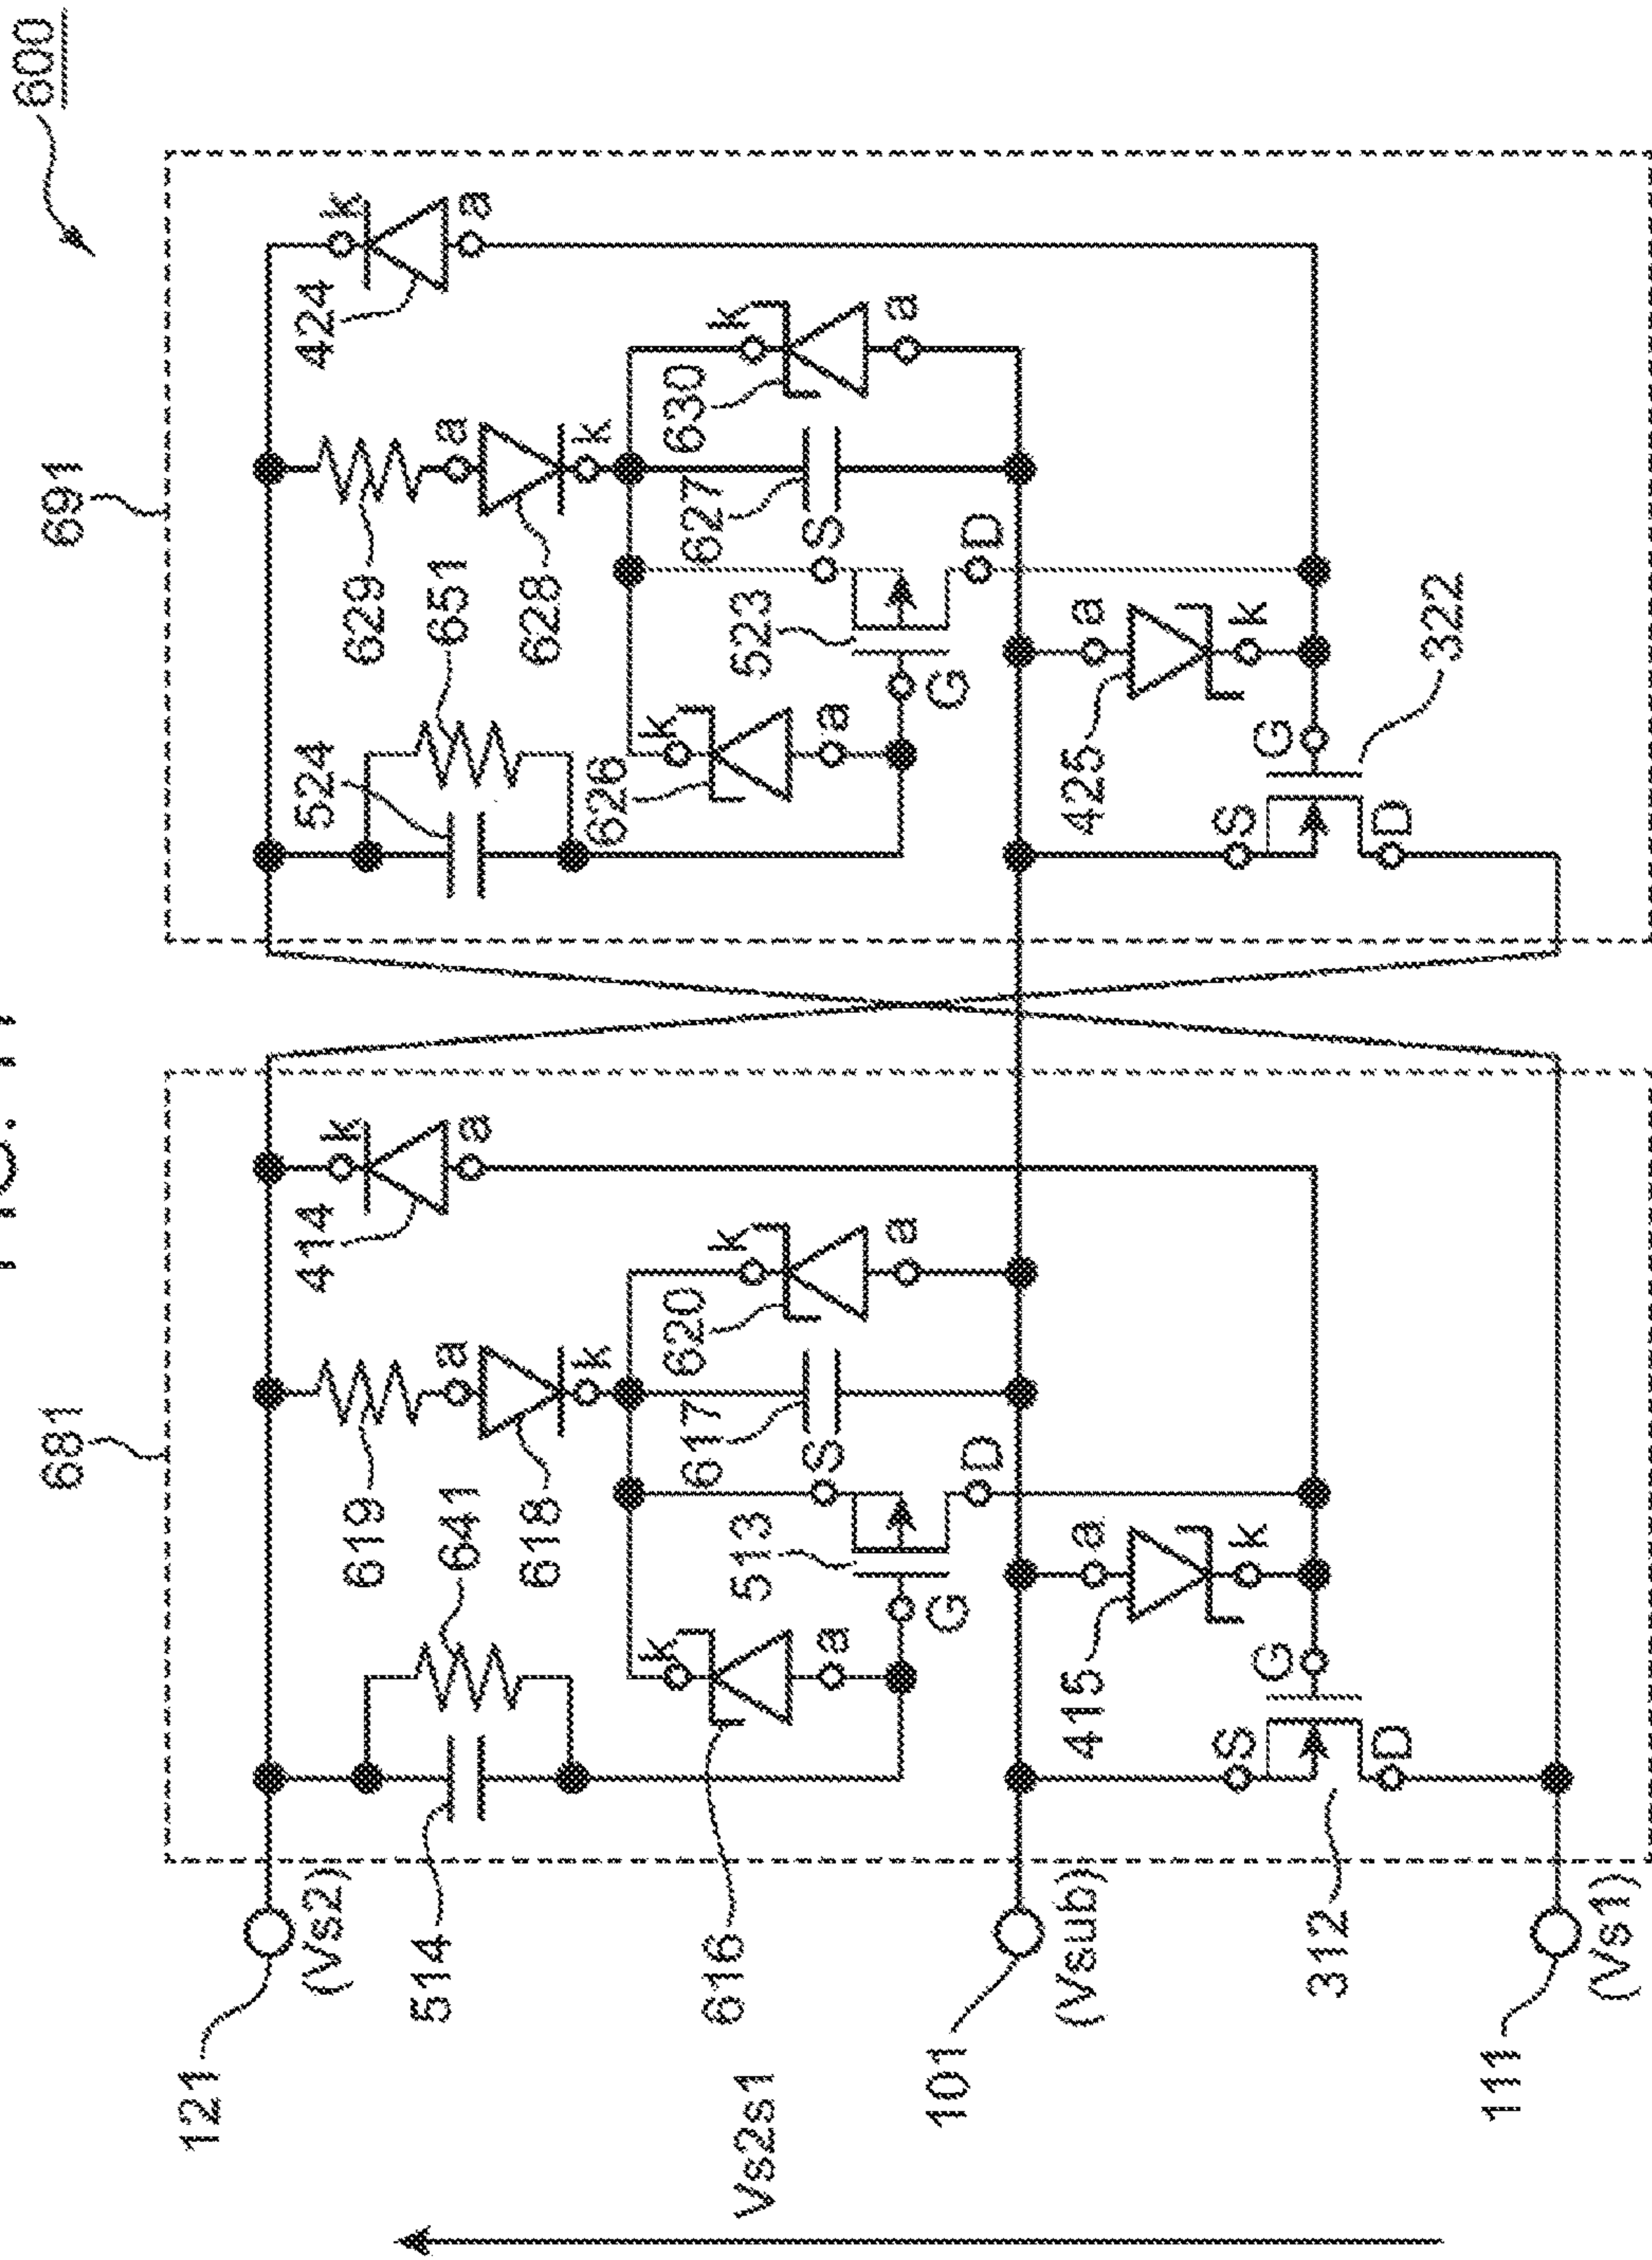 600
681
691
121
(Vs2)
414
k
424
k
619
629
514
641
a
a
524
651
a
a
618
k
628
k
616
k
620
k
626
k
630
k
617
627
Vs2s1
513
523
a
S
a
a
S
a
101
G
D
G
D
(Vsub)
415
a
425
a
S
G
k
S
G
k
312
D
D
322
111
(Vs1)